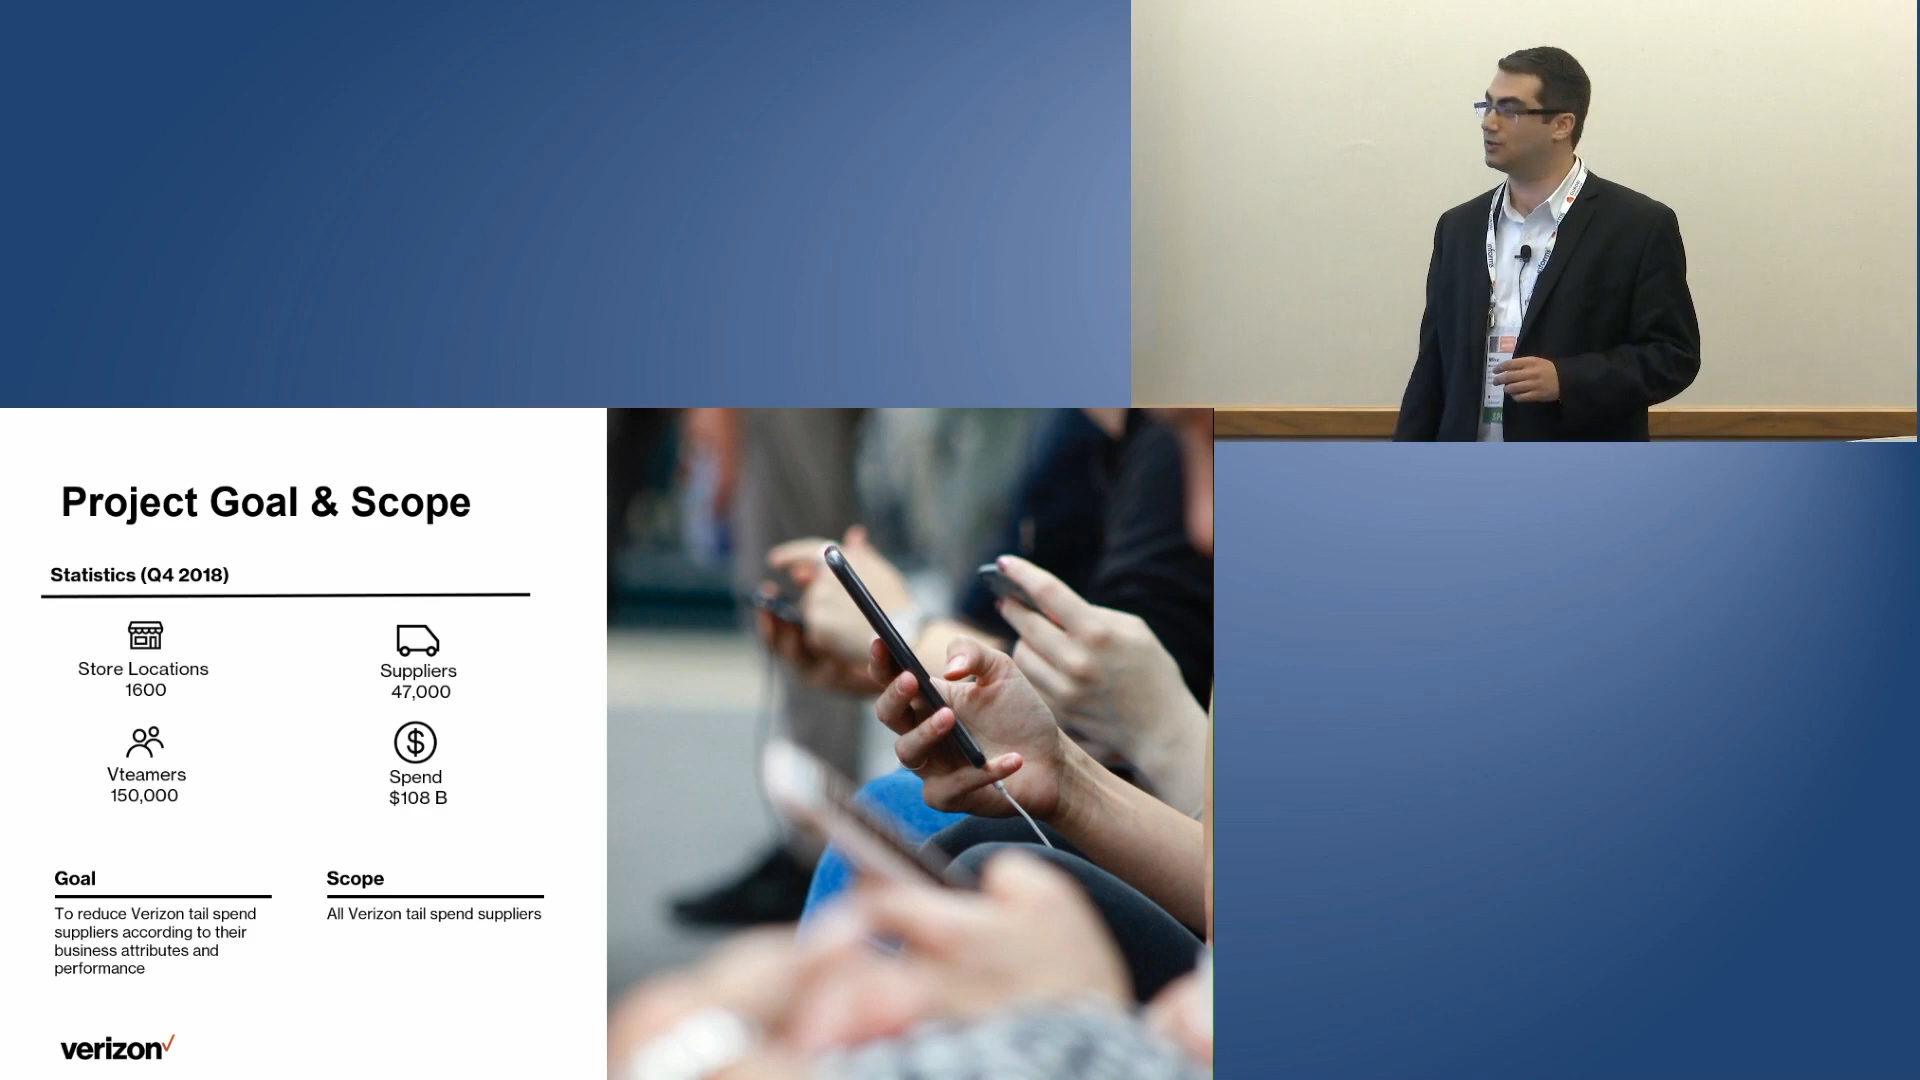 informs
Project Goal & Scope
Statistics (Q4 2018)
Store Locations
1600
Suppliers
47,000
Vteamers
150,000
Spend
$108 B
Goal
To reduce Verizon tail spend
suppliers according to their
business attributes and
performance
Scope
All Verizon tail spend suppliers
verizon